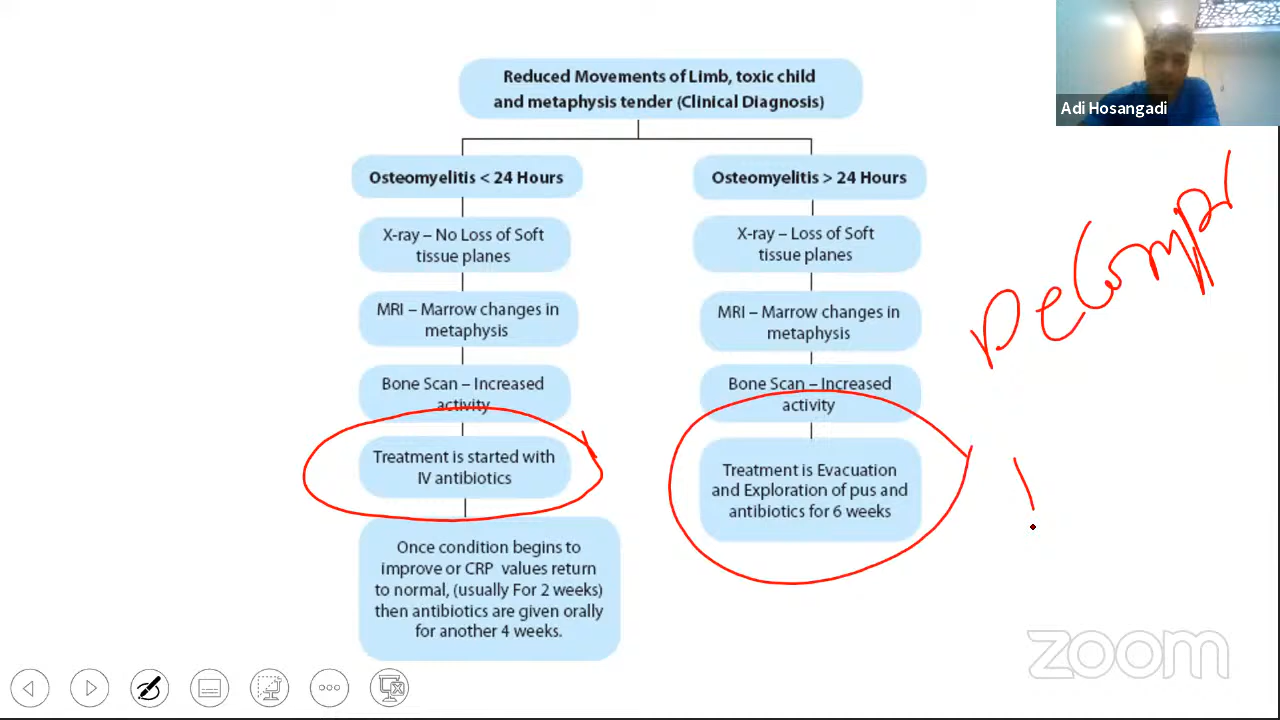 Adi Hosangadi
Reduced Movements of Limb, toxic child
and metaphysis tender (Clinical Diagnosis)
Osteomyelitis < 24 Hours
X-ray – No Loss of Soft
tissue planes
MRI – Marrow changes in
metaphysis
Bone Scan – Increased
activity
Treatment is started with
IV antibiotics
Once condition begins to
improve or CRP values return
to normal, (usually For 2 weeks)
then antibiotics are given orally
for another 4 weeks.
Osteomyelitis > 24 Hours
X-ray – Loss of Soft
tissue planes
MRI – Marrow changes in
metaphysis
Bone Scan – Increased
activity
Treatment is Evacuation
and Exploration of pus and
antibiotics for 6 weeks
zoom